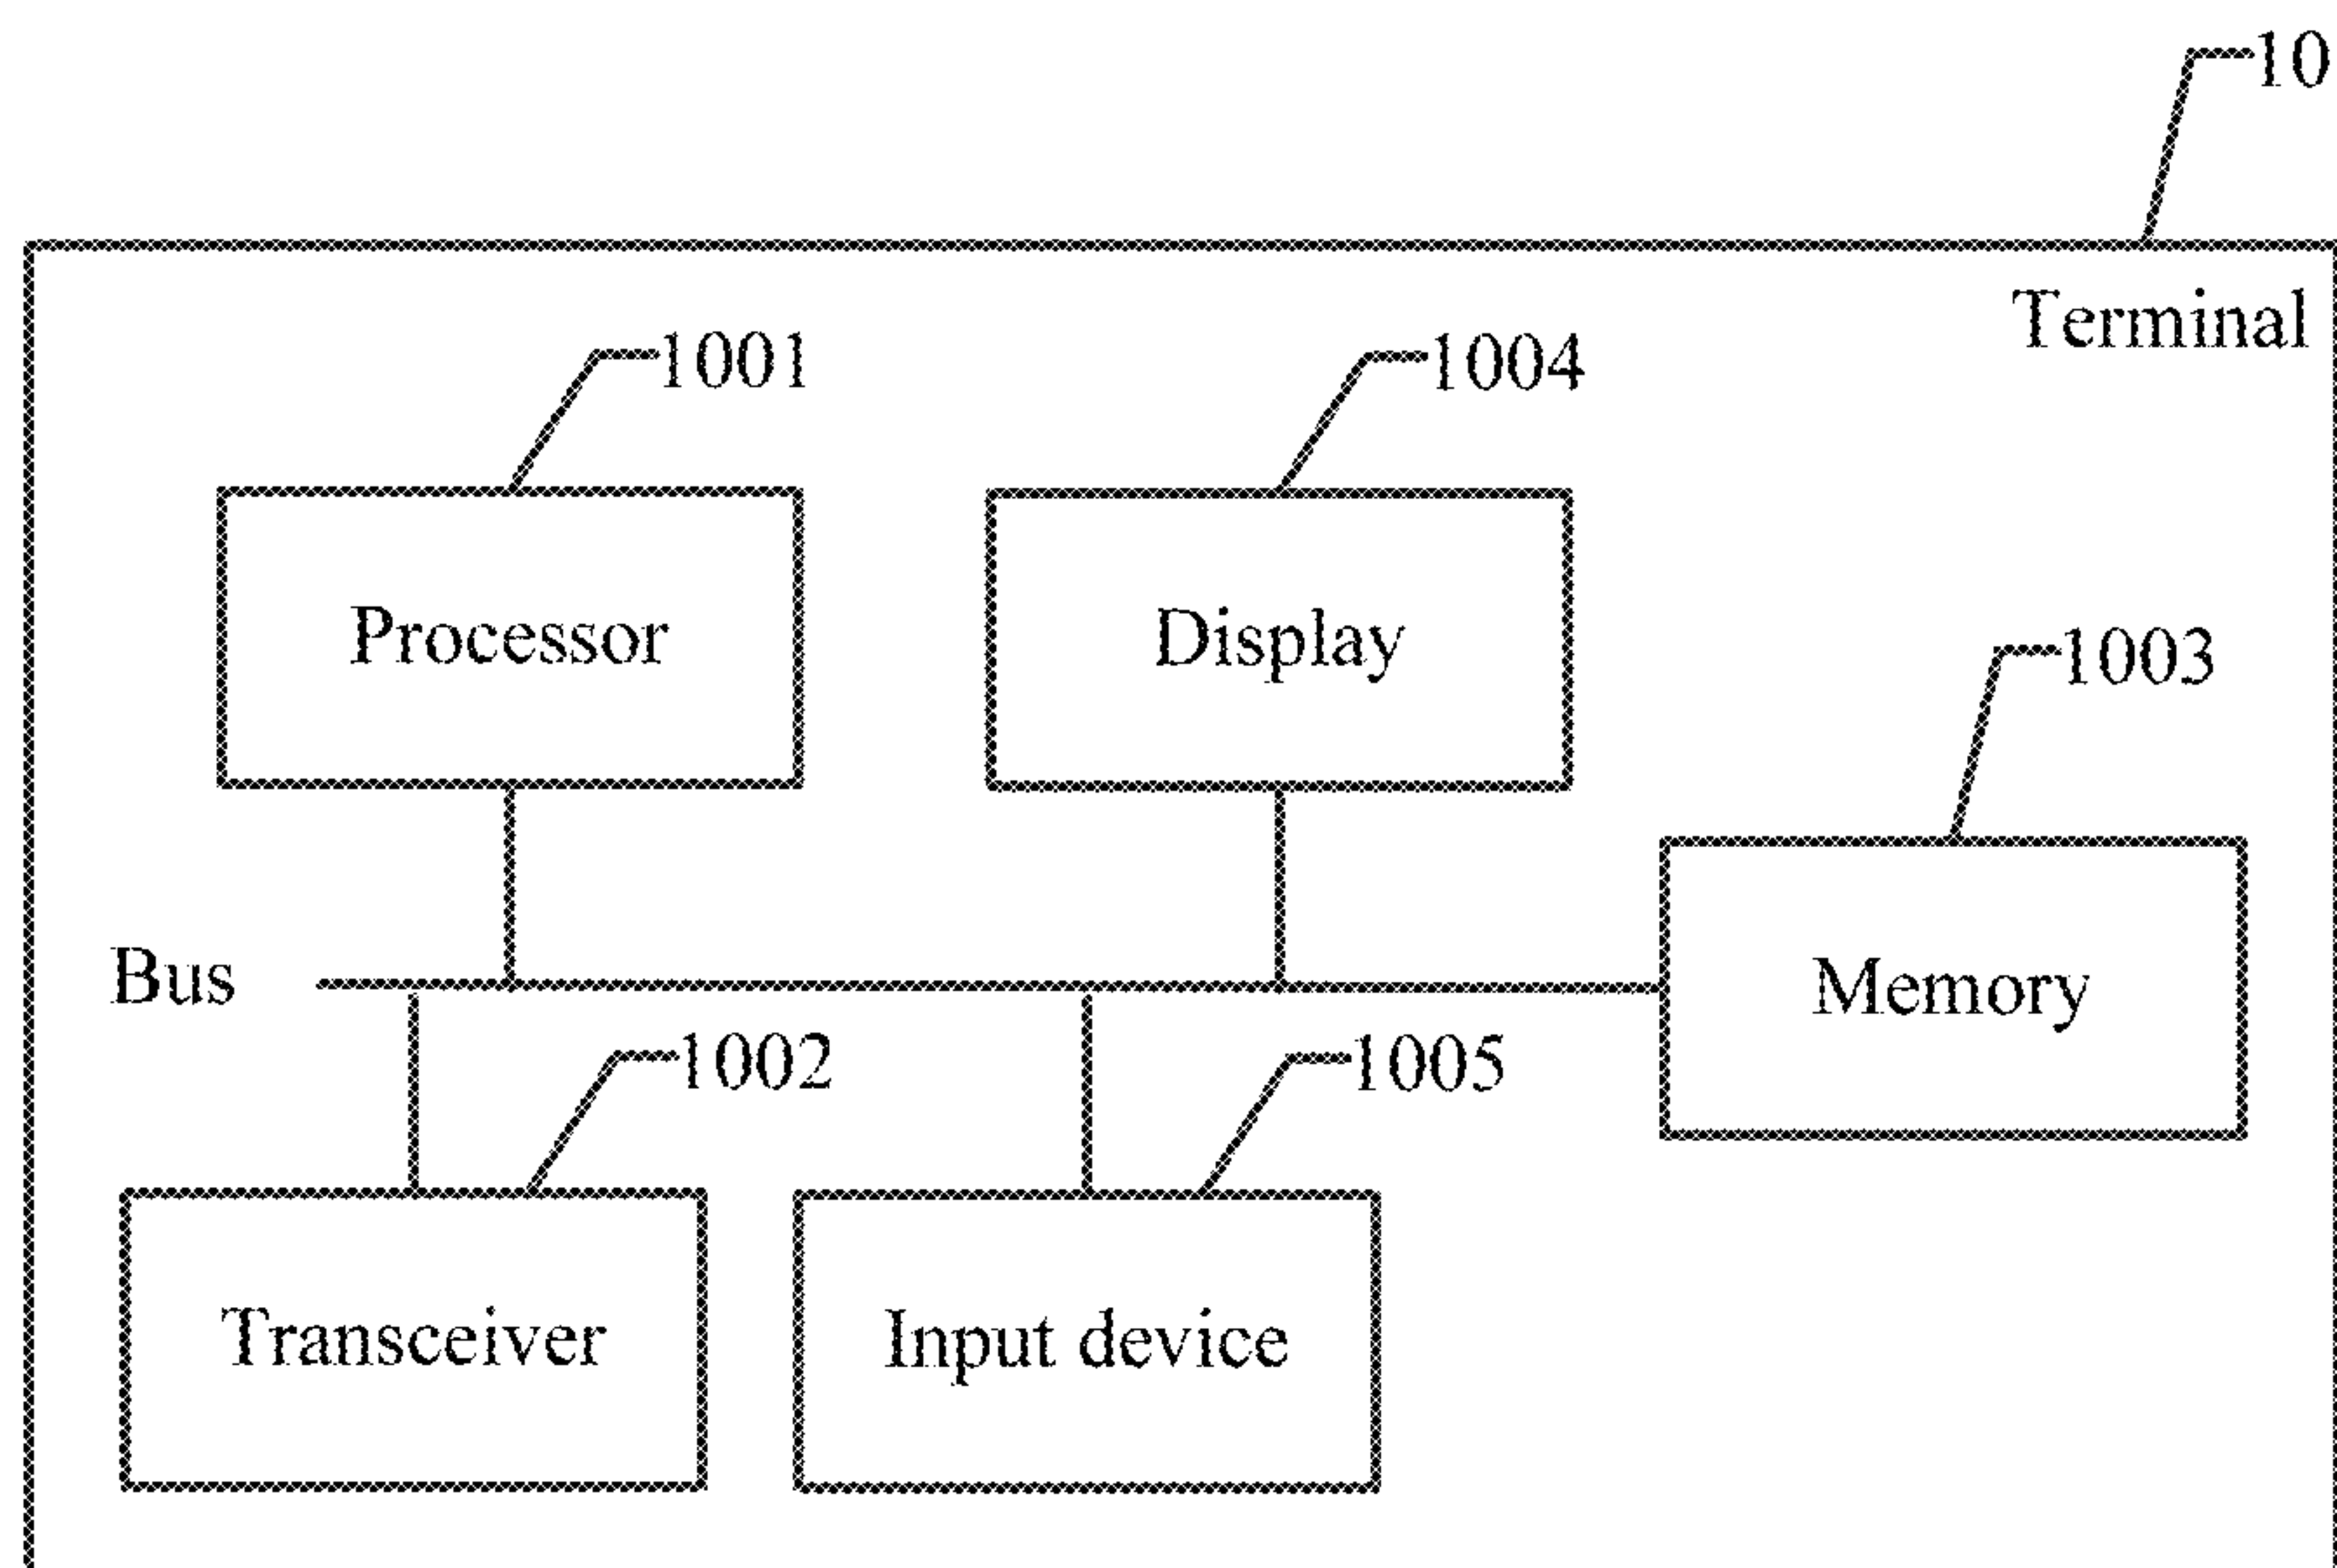 10
Terminal
1001
1004
Processor
Display
1003
Bus
Memory
1002
1005
Transceiver
Input device